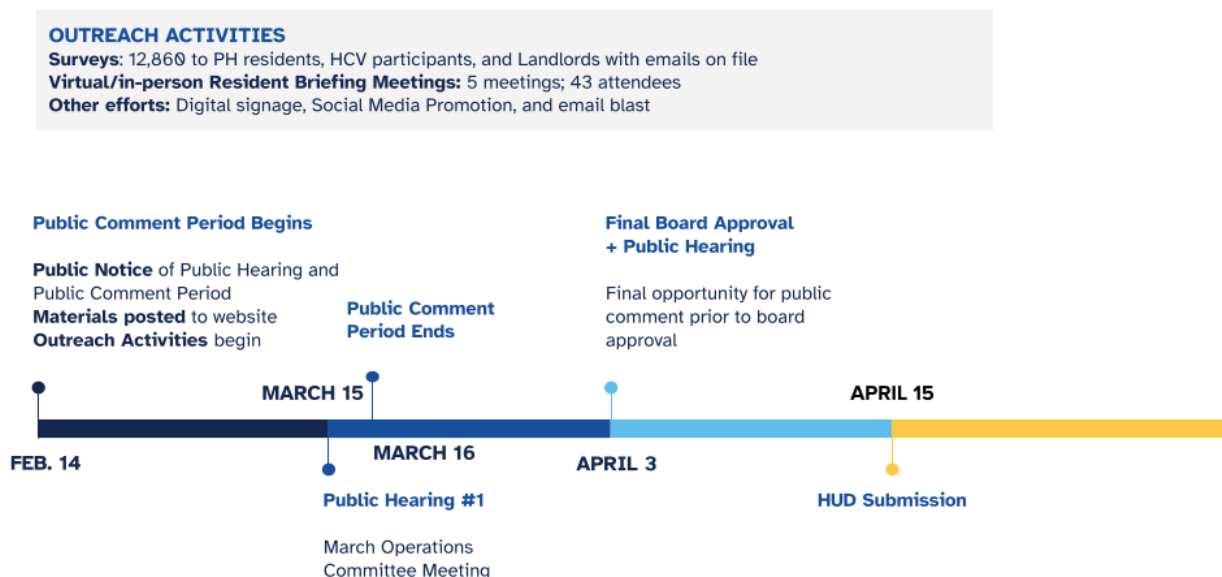 OUTREACH ACTIVITIES
Surveys: 12,860 to PH residents, HCV participants, and Landlords with emails on file
Virtual/in-person Resident Briefing Meetings: 5 meetings; 43 attendees
Other efforts: Digital signage, Social Media Promotion, and email blast
Public Comment Period Begins
Public Notice of Public Hearing and
Public Comment Period
Materials posted to website
Outreach Activities begin
Public Comment
Period Ends
Final Board Approval
+ Public Hearing
Final opportunity for public
comment prior to board
approval
MARCH 15
APRIL 15
FEB. 14
MARCH 16
APRIL 3
Public Hearing #1
March Operations
Committee Meeting
HUD Submission